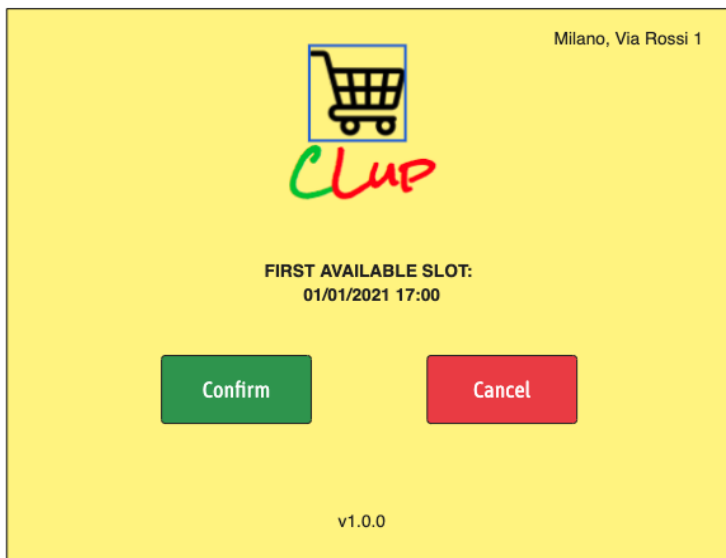 Milano, Via Rossi 1
CLup
FIRST AVAILABLE SLOT:
01/01/2021 17:00
Confirm
Cancel
v1.0.0